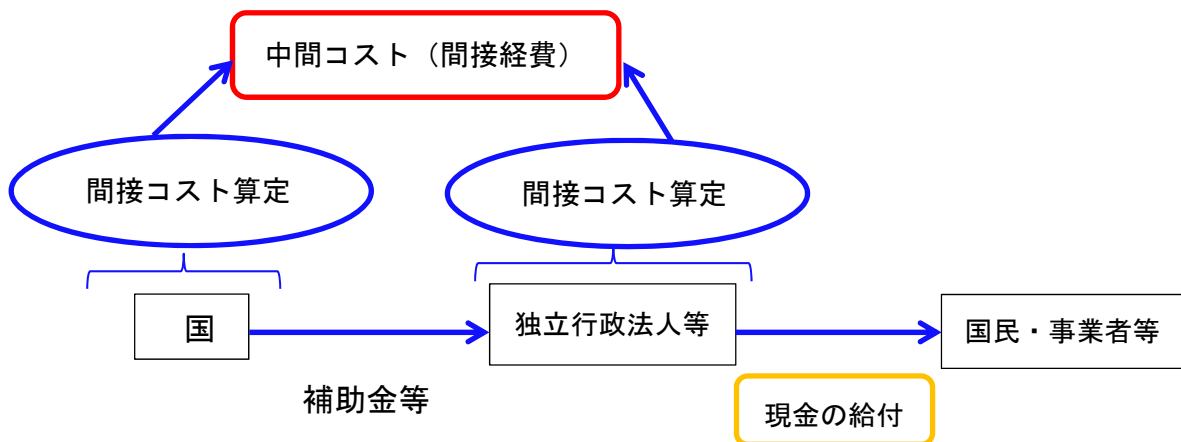 中間コスト（間接経費）
間接コスト算定
間接コスト算定
国
独立行政法人等
国民・事業者等
補助金等
現金の給付